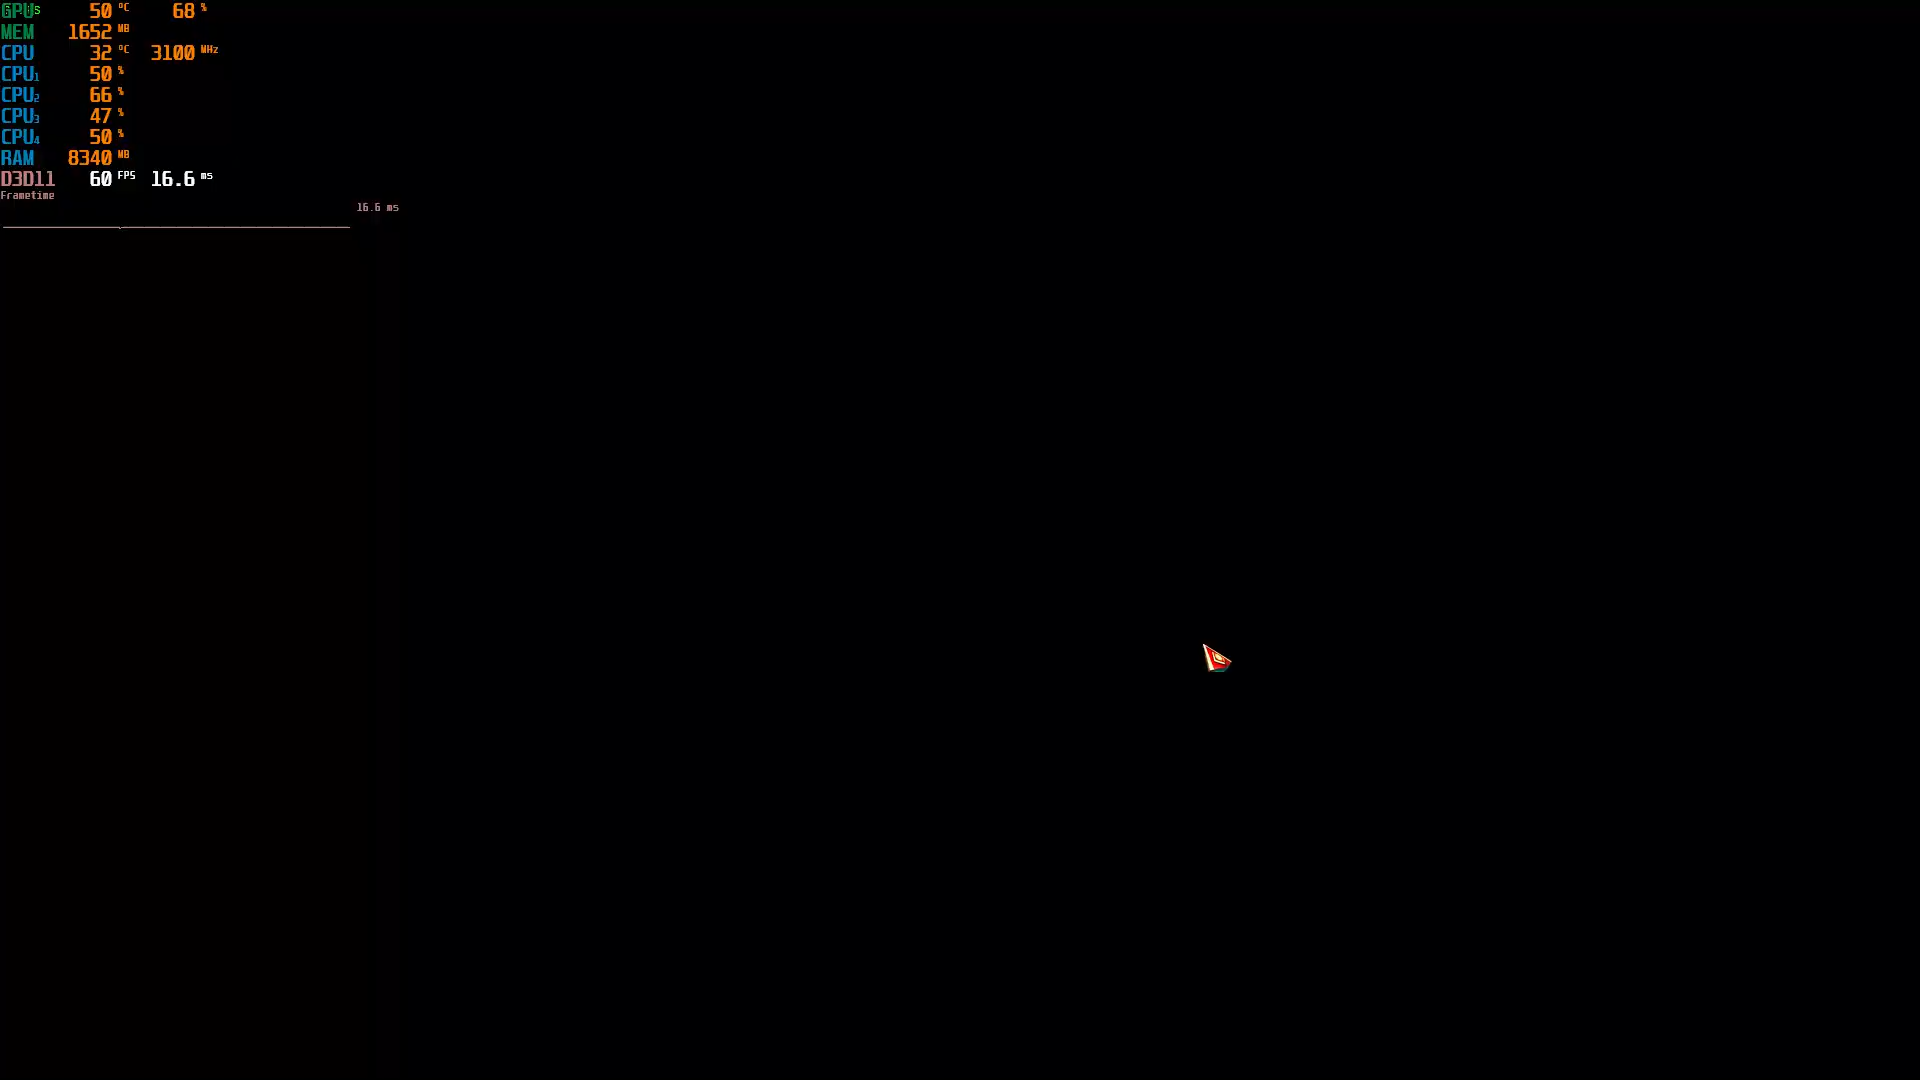 GPU 50 °C 68 %
MEM 1652 MB
CPU 32 °C 3100 MHz
CPU1 50 %
CPU2 66 %
CPU3 47 %
CPU4 50 %
RAM 8340 MB
D3D11 60 FPS 16.6 ms
Frametime
16.6 ms